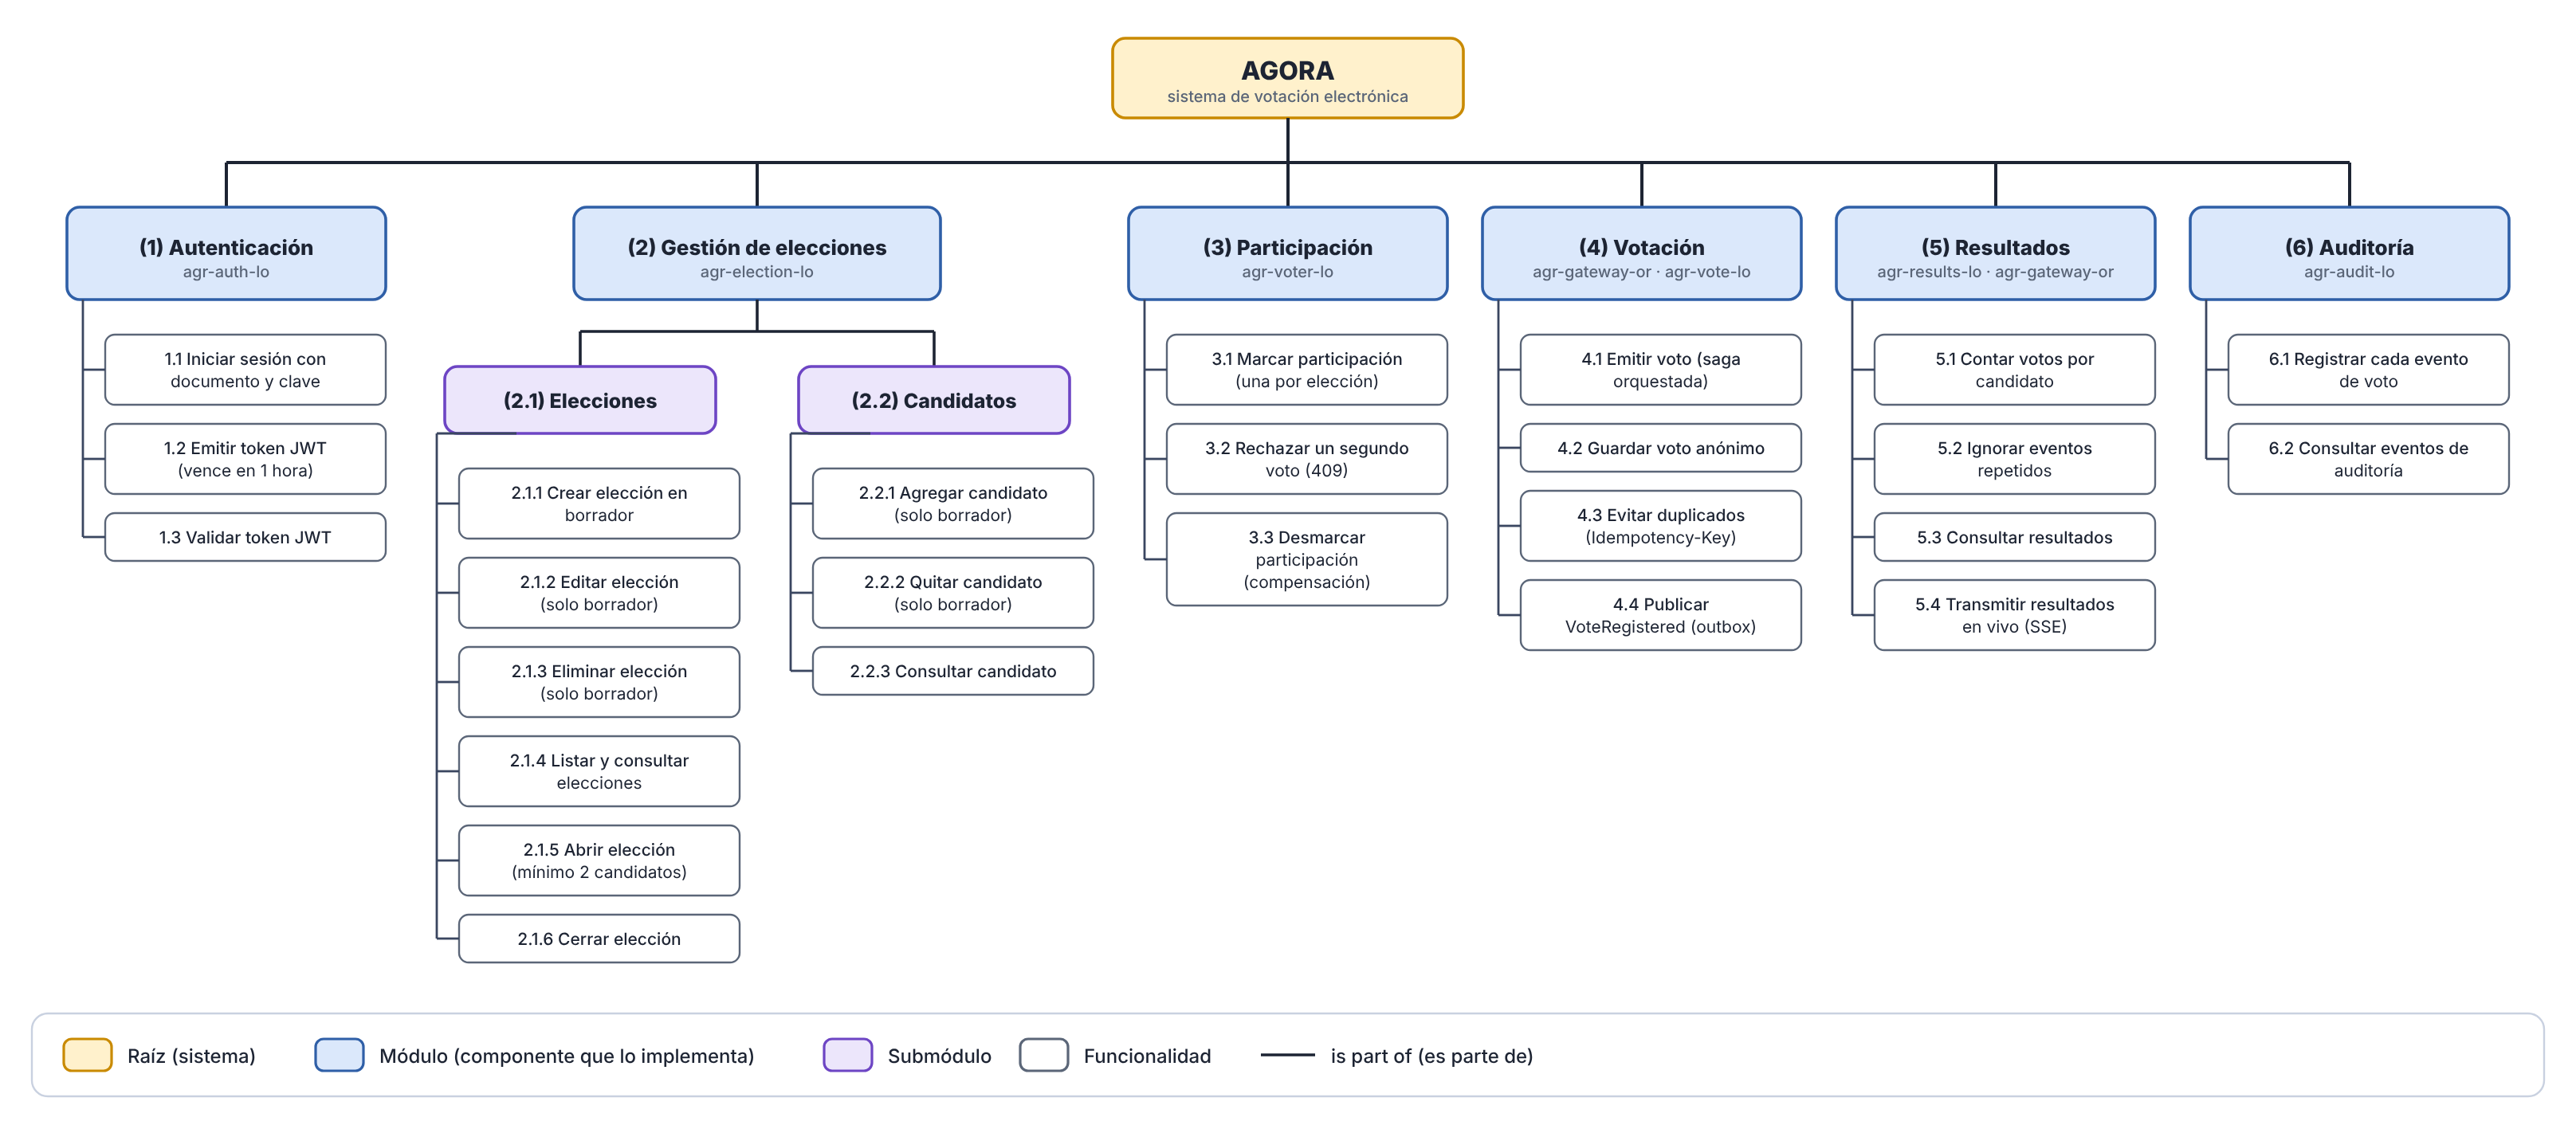 AGORA
sistema de votación electrónica
(1) Autenticación
agr-auth-lo
1.1 Iniciar sesión con
documento y clave
1.2 Emitir token JWT
(vence en 1 hora)
1.3 Validar token JWT
(2) Gestión de elecciones
agr-election-lo
(2.1) Elecciones
2.1.1 Crear elección en
borrador
2.1.2 Editar elección
(solo borrador)
2.1.3 Eliminar elección
(solo borrador)
2.1.4 Listar y consultar
elecciones
2.1.5 Abrir elección
(mínimo 2 candidatos)
2.1.6 Cerrar elección
(2.2) Candidatos
2.2.1 Agregar candidato
(solo borrador)
2.2.2 Quitar candidato
(solo borrador)
2.2.3 Consultar candidato
(3) Participación
agr-voter-lo
3.1 Marcar participación
(una por elección)
3.2 Rechazar un segundo
voto (409)
3.3 Desmarcar
participación
(compensación)
(4) Votación
agr-gateway-or · agr-vote-lo
4.1 Emitir voto (saga
orquestada)
4.2 Guardar voto anónimo
4.3 Evitar duplicados
(Idempotency-Key)
4.4 Publicar
VoteRegistered (outbox)
(5) Resultados
agr-results-lo · agr-gateway-or
5.1 Contar votos por
candidato
5.2 Ignorar eventos
repetidos
5.3 Consultar resultados
5.4 Transmitir resultados
en vivo (SSE)
(6) Auditoría
agr-audit-lo
6.1 Registrar cada evento
de voto
6.2 Consultar eventos de
auditoría
Raíz (sistema)
Módulo (componente que lo implementa)
Submódulo
Funcionalidad
is part of (es parte de)